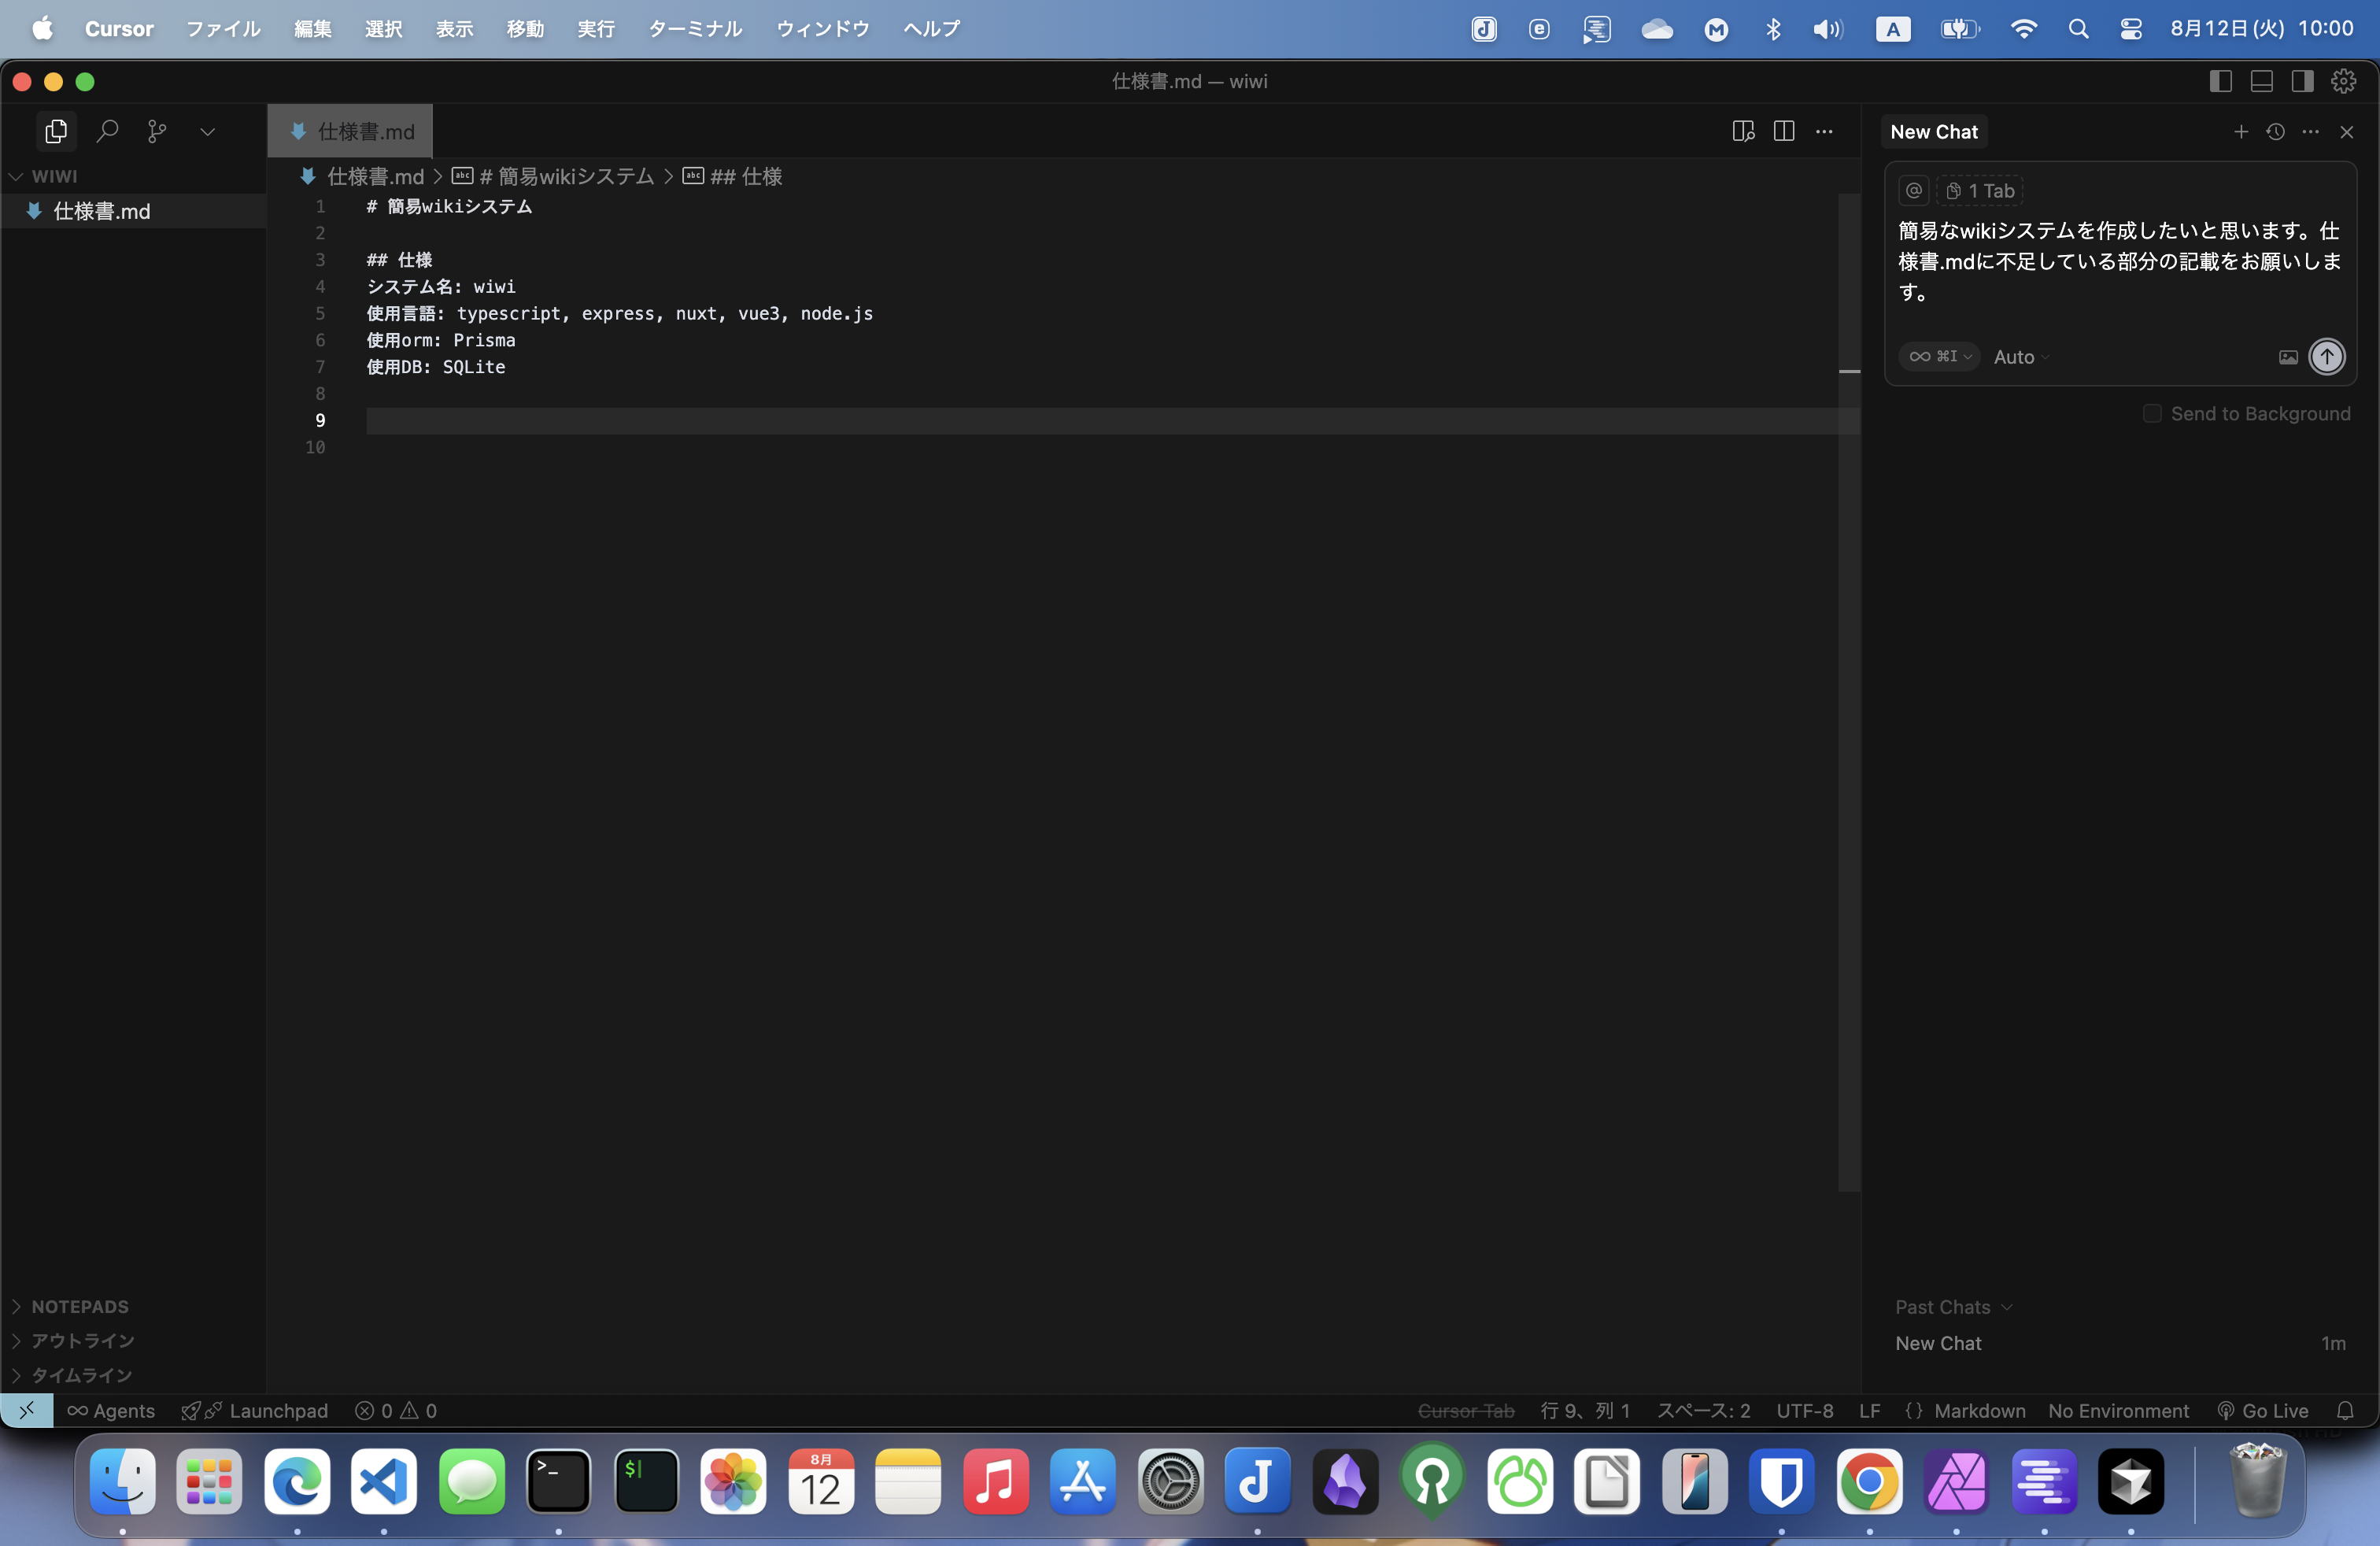 Cursor ファイル 編集 選択 表示 移動 実行 ターミナル ウィンドウ ヘルプ
A 8月12日(火) 10:00
仕様書.md — wiwi
WIWI
仕様書.md
仕様書.md
仕様書.md > # 簡易wikiシステム > ## 仕様
1 # 簡易wikiシステム
2
3 ## 仕様
4 システム名: wiwi
5 使用言語: typescript, express, nuxt, vue3, node.js
6 使用orm: Prisma
7 使用DB: SQLite
8
9
10
New Chat
@ 1 Tab
簡易なwikiシステムを作成したいと思います。仕
様書.mdに不足している部分の記載をお願いしま
す。
∞ ⌘I Auto
Send to Background
NOTEPADS
アウトライン
タイムライン
Past Chats
New Chat 1m
Agents Launchpad 0 0
Cursor Tab 行 9、列 1 スペース: 2 UTF-8 LF {} Markdown No Environment Go Live
8月
12